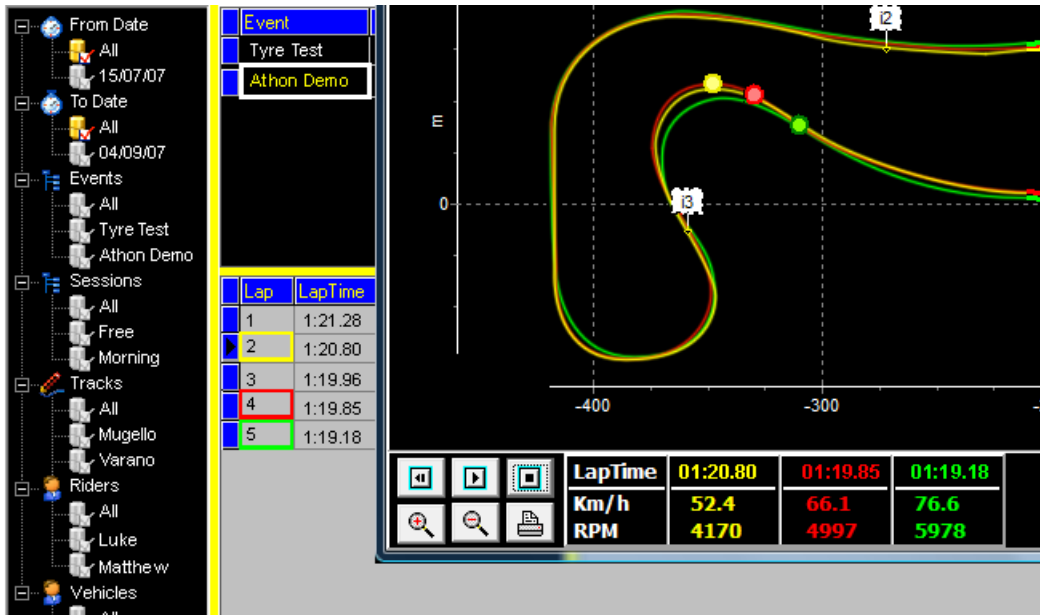 From Date
All
15/07/07
To Date
All
04/09/07
Events
All
Tyre Test
Athon Demo
Sessions
All
Free
Morning
Tracks
All
Mugello
Varano
Riders
All
Luke
Matthew
Vehicles
Event
Tyre Test
Athon Demo
Lap LapTime
1 1:21.28
2 1:20.80
3 1:19.96
4 1:19.85
5 1:19.18
i2
m
i3
0
-400 -300
LapTime 01:20.80 01:19.85 01:19.18
Km/h 52.4 66.1 76.6
RPM 4170 4997 5978